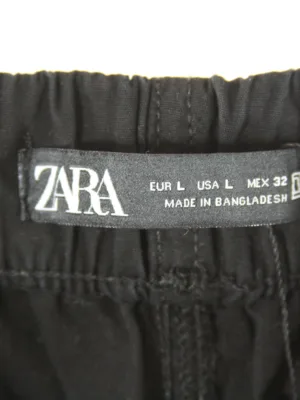 ZARA
EUR L USA L MEX 32
MADE IN BANGLADESH